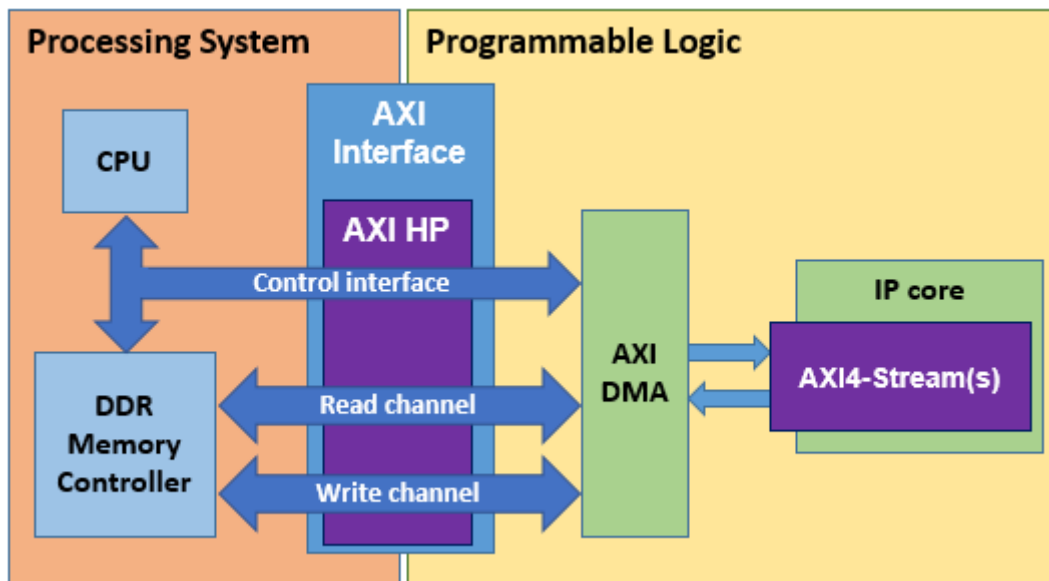 Processing System
Programmable Logic
AXI
Interface
CPU
AXI HP
Control interface
IP core
AXI
DMA
AXI4-Stream(s)
DDR
Memory
Controller
Read channel
Write channel